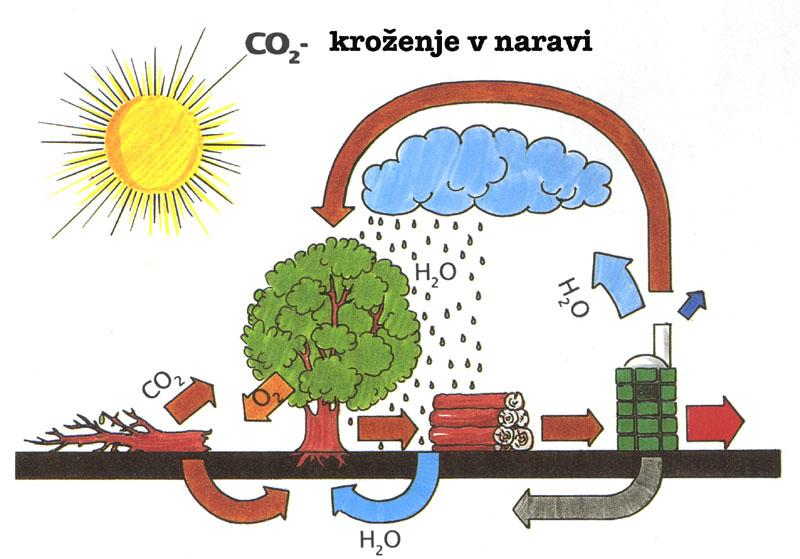 CO₂- kroženje v naravi
H₂O
H₂O
CO₂
O₂
H₂O